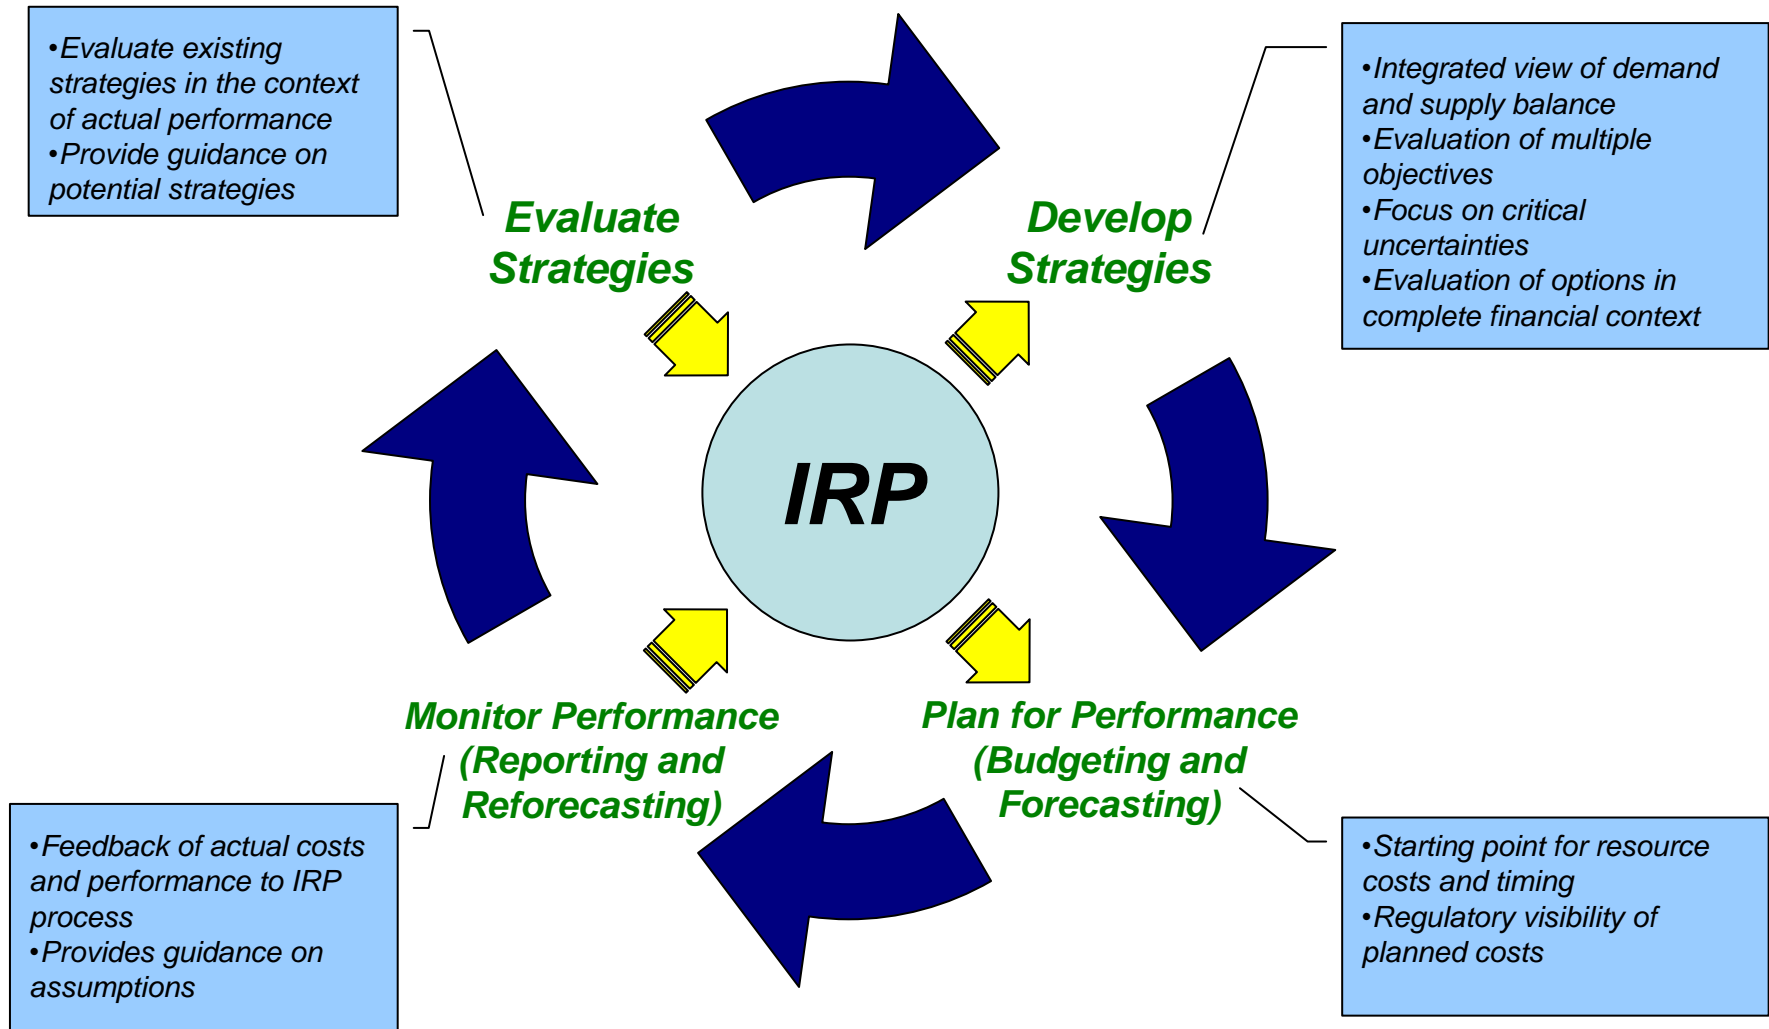 •Evaluate existing
strategies in the context
of actual performance
•Provide guidance on
potential strategies
•Integrated view of demand
and supply balance
•Evaluation of multiple
objectives
•Focus on critical
uncertainties
•Evaluation of options in
complete financial context
Evaluate
Strategies
Develop
Strategies
IRP
Monitor Performance
(Reporting and
Reforecasting)
Plan for Performance
(Budgeting and
Forecasting)
•Feedback of actual costs
and performance to IRP
process
•Provides guidance on
assumptions
•Starting point for resource
costs and timing
•Regulatory visibility of
planned costs